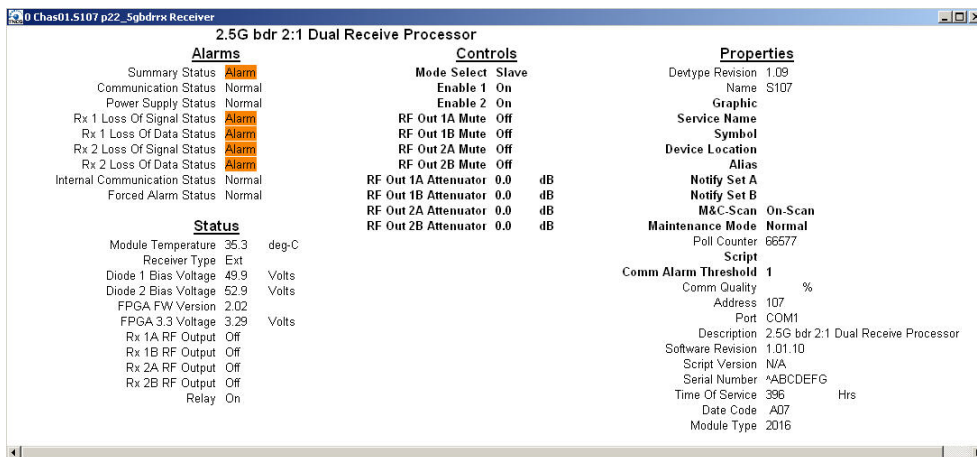 0 Chas01.S107 p22_5gbdrrx Receiver
2.5G bdr 2:1 Dual Receive Processor
Alarms
Summary Status Alarm
Communication Status Normal
Power Supply Status Normal
Rx 1 Loss Of Signal Status Alarm
Rx 1 Loss Of Data Status Alarm
Rx 2 Loss Of Signal Status Alarm
Rx 2 Loss Of Data Status Alarm
Internal Communication Status Normal
Forced Alarm Status Normal
Status
Module Temperature 35.3 deg-C
Receiver Type Ext
Diode 1 Bias Voltage 49.9 Volts
Diode 2 Bias Voltage 52.9 Volts
FPGA FW Version 2.02
FPGA 3.3 Voltage 3.29 Volts
Rx 1A RF Output Off
Rx 1B RF Output Off
Rx 2A RF Output Off
Rx 2B RF Output Off
Relay On
Controls
Mode Select Slave
Enable 1 On
Enable 2 On
RF Out 1A Mute Off
RF Out 1B Mute Off
RF Out 2A Mute Off
RF Out 2B Mute Off
RF Out 1A Attenuator 0.0 dB
RF Out 1B Attenuator 0.0 dB
RF Out 2A Attenuator 0.0 dB
RF Out 2B Attenuator 0.0 dB
Properties
Devtype Revision 1.09
Name S107
Graphic
Service Name
Symbol
Device Location
Alias
Notify Set A
Notify Set B
M&C-Scan On-Scan
Maintenance Mode Normal
Poll Counter 66577
Script
Comm Alarm Threshold 1
Comm Quality %
Address 107
Port COM1
Description 2.5G bdr 2:1 Dual Receive Processor
Software Revision 1.01.10
Script Version N/A
Serial Number ^ABCDEFG
Time Of Service 396 Hrs
Date Code A07
Module Type 2016